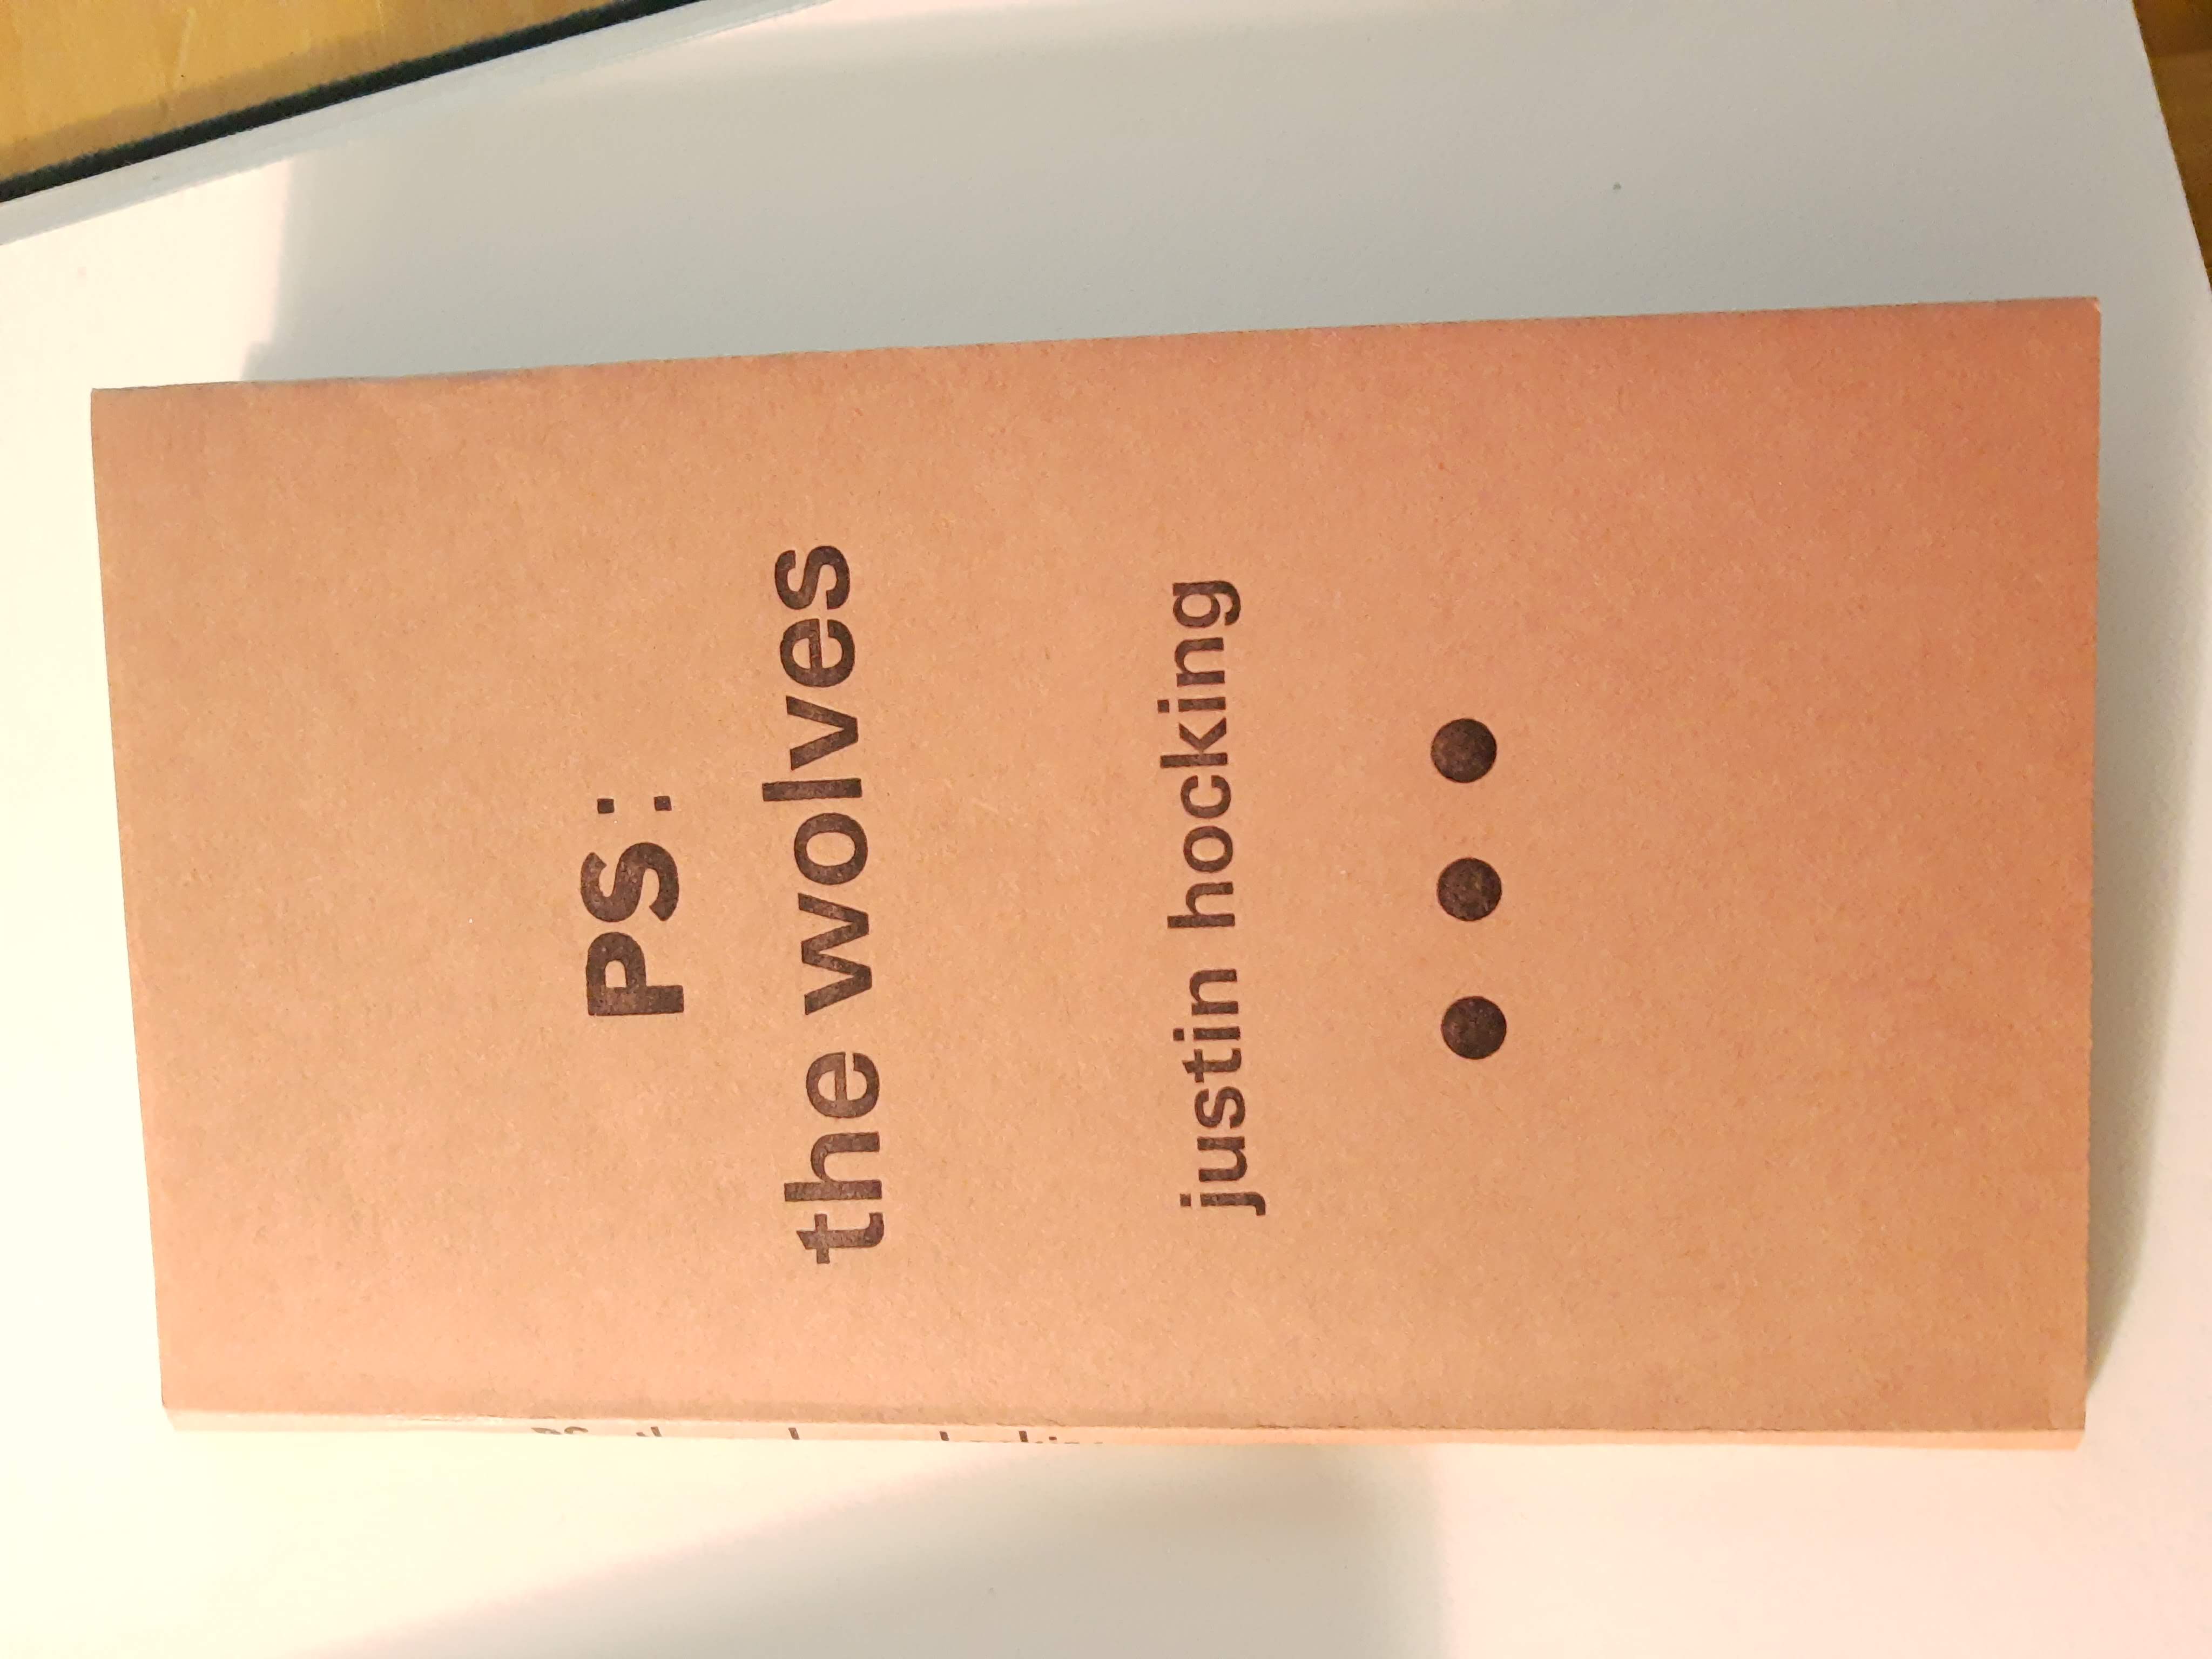 PS:
the wolves
justin hocking